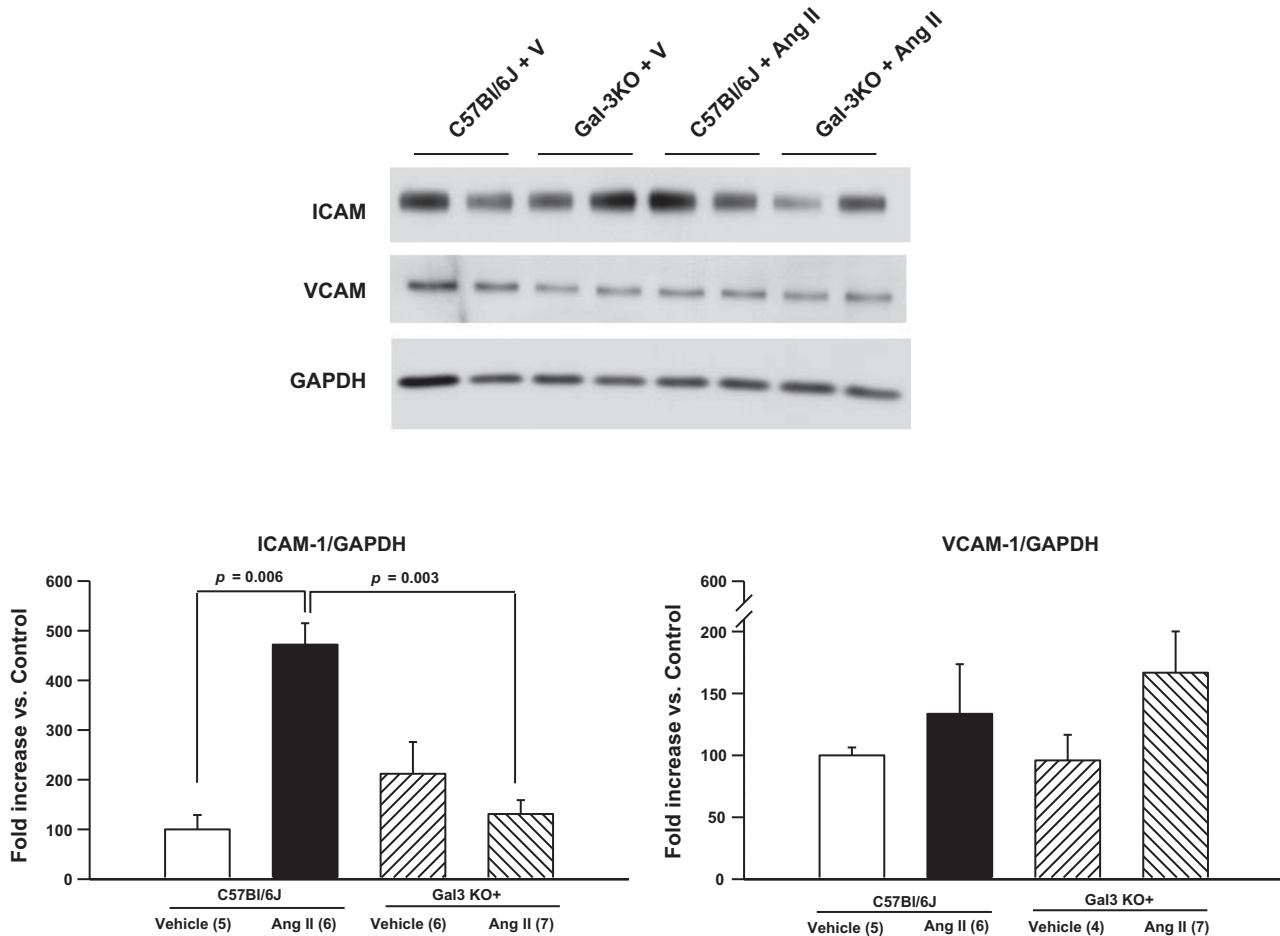 C57Bl/6J + V
Gal-3KO + V
C57Bl/6J + Ang II
Gal-3KO + Ang II
ICAM
VCAM
GAPDH
ICAM-1/GAPDH
Fold increase vs. Control
600
500
400
300
200
100
0
p = 0.006
p = 0.003
C57Bl/6J
Gal3 KO+
Vehicle (5)
Ang II (6)
Vehicle (6)
Ang II (7)
VCAM-1/GAPDH
Fold increase vs. Control
600
200
150
100
50
0
C57Bl/6J
Gal3 KO+
Vehicle (5)
Ang II (6)
Vehicle (4)
Ang II (7)